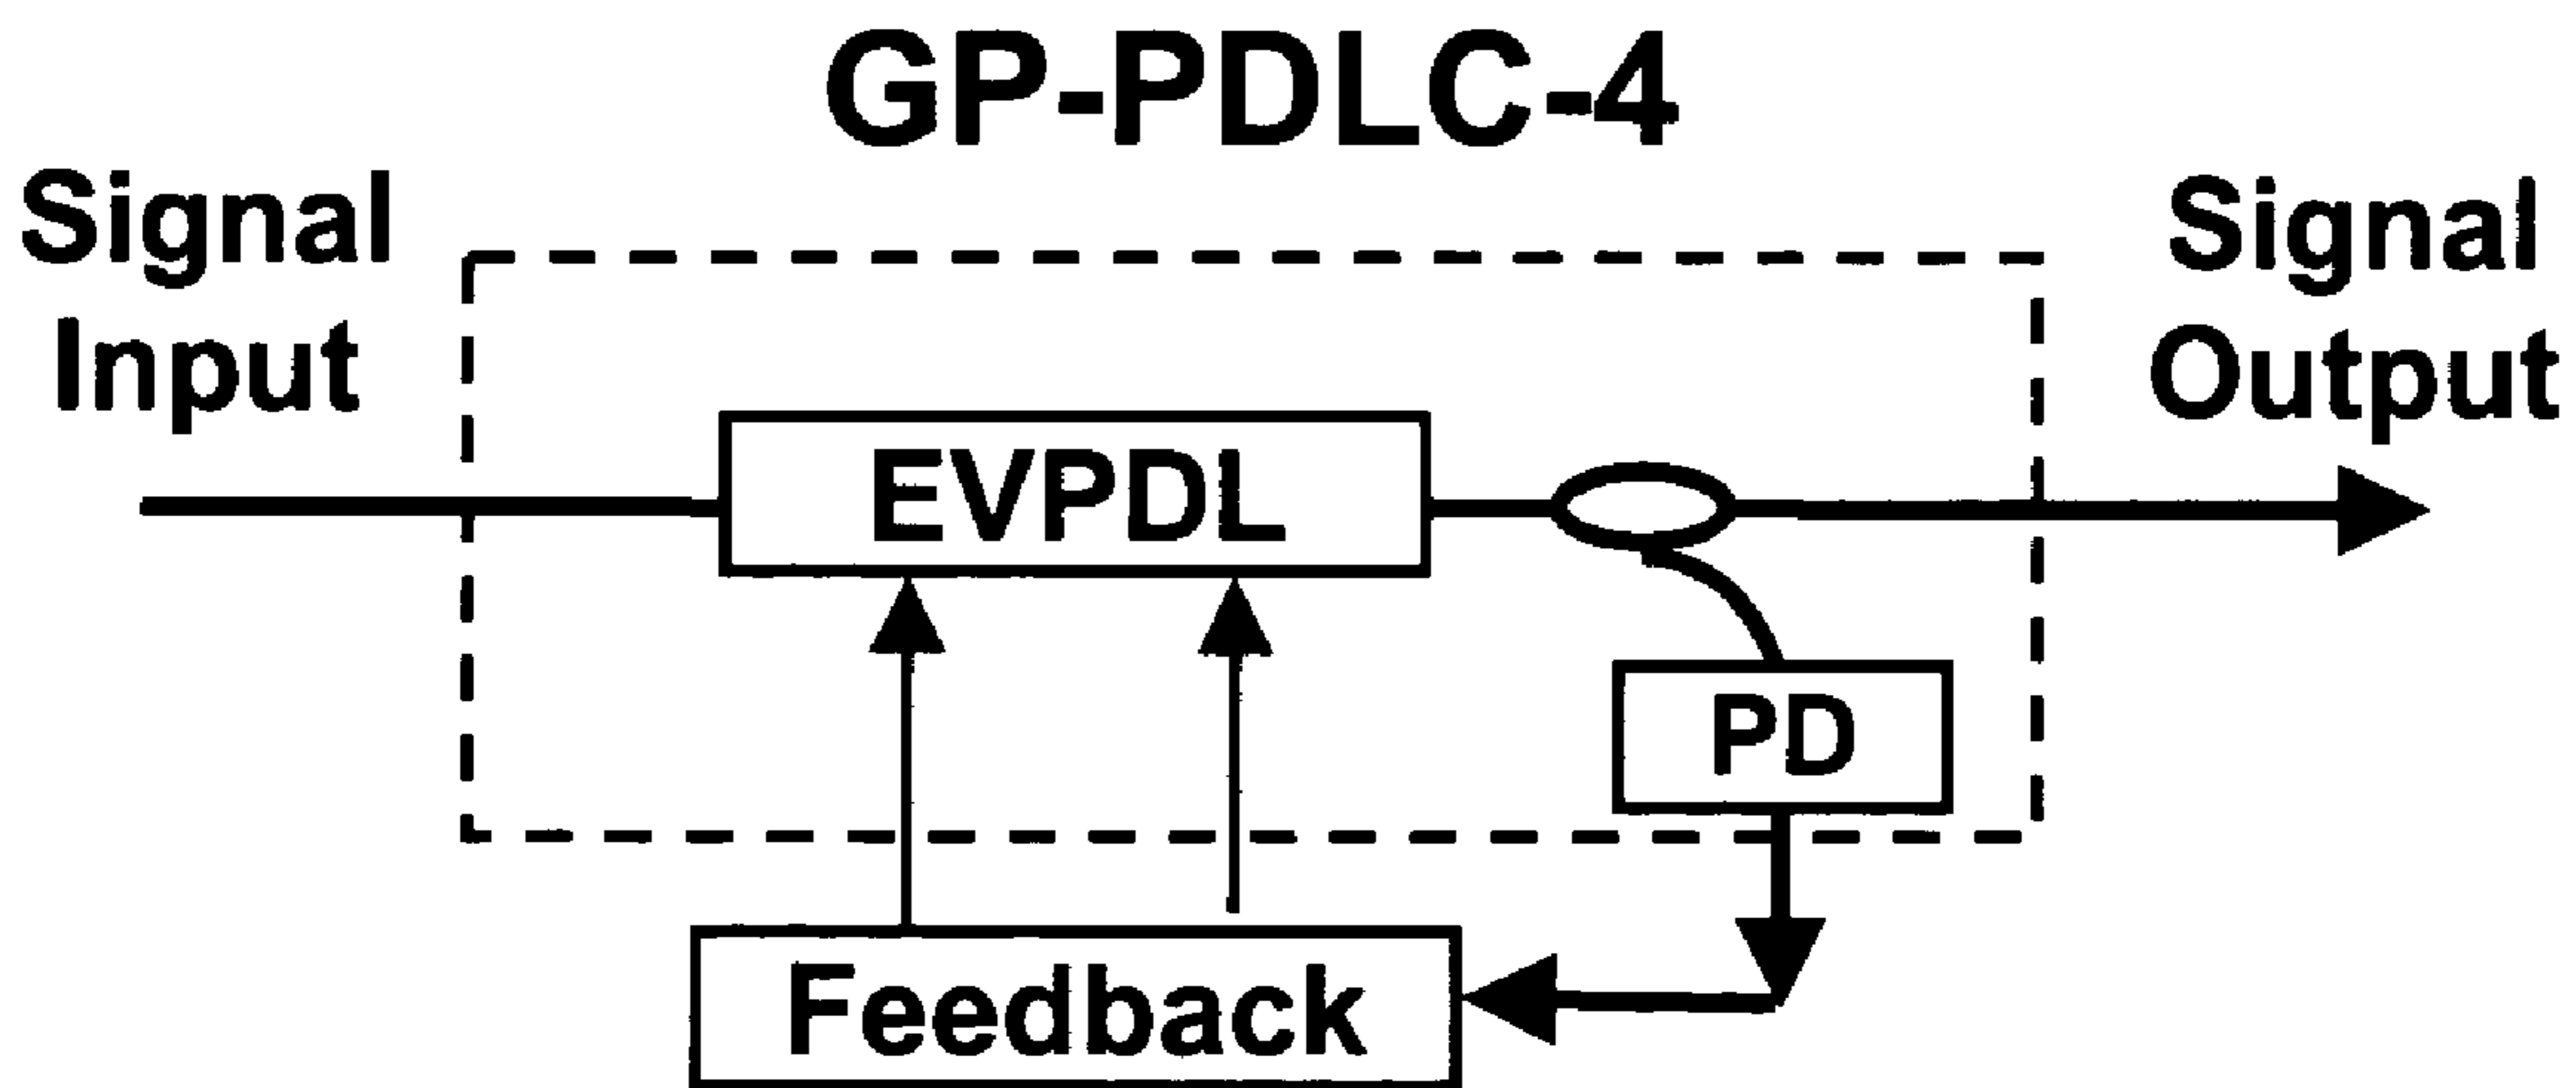 GP-PDLC-4
Signal
Input
Signal
Output
EVPDL
PD
Feedback